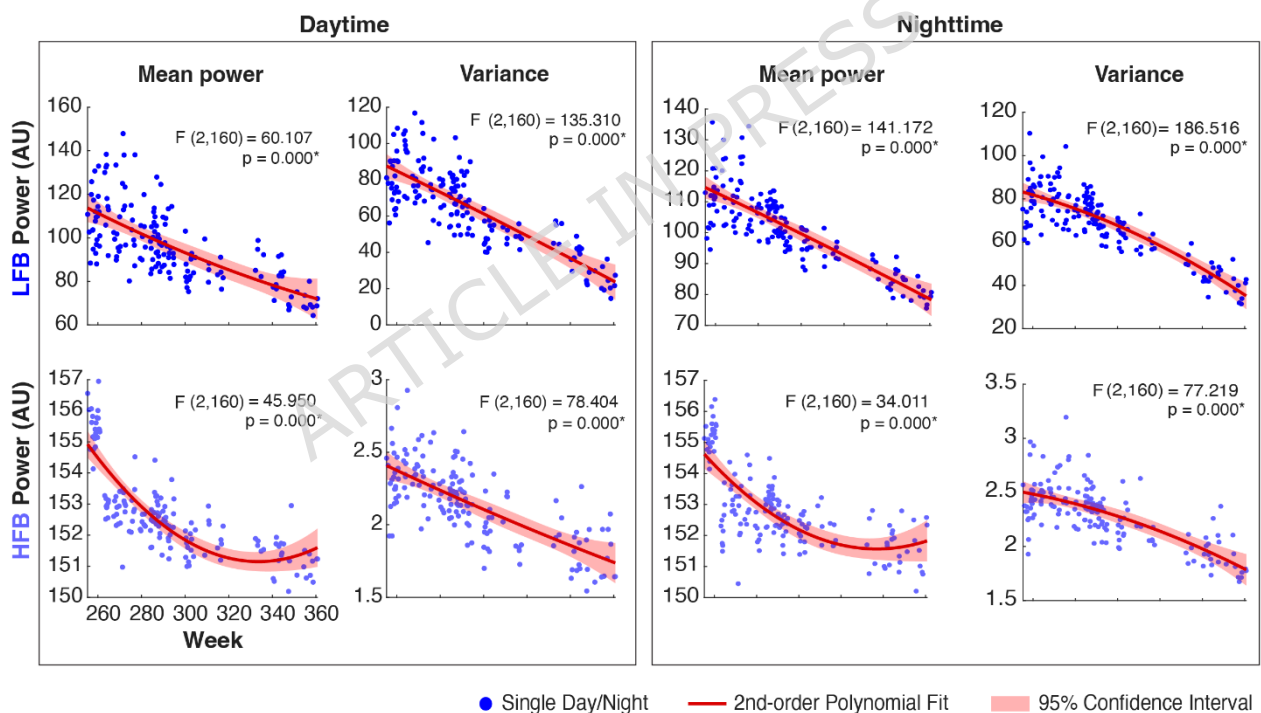 Daytime
Nighttime
Mean power
Variance
Mean power
Variance
LFB Power (AU)
160
140
120
100
80
60
F (2,160) = 60.107
p = 0.000*
120
100
80
60
40
20
0
F (2,160) = 135.310
p = 0.000*
140
130
120
110
100
90
80
70
F (2,160) = 141.172
p = 0.000*
120
100
80
60
40
20
F (2,160) = 186.516
p = 0.000*
HFB Power (AU)
157
156
155
154
153
152
151
150
F (2,160) = 45.950
p = 0.000*
260 280 300 320 340 360
Week
3
2.5
2
1.5
F (2,160) = 78.404
p = 0.000*
157
156
155
154
153
152
151
150
F (2,160) = 34.011
p = 0.000*
3.5
3
2.5
2
1.5
F (2,160) = 77.219
p = 0.000*
ARTICLE IN PRESS
Single Day/Night
2nd-order Polynomial Fit
95% Confidence Interval